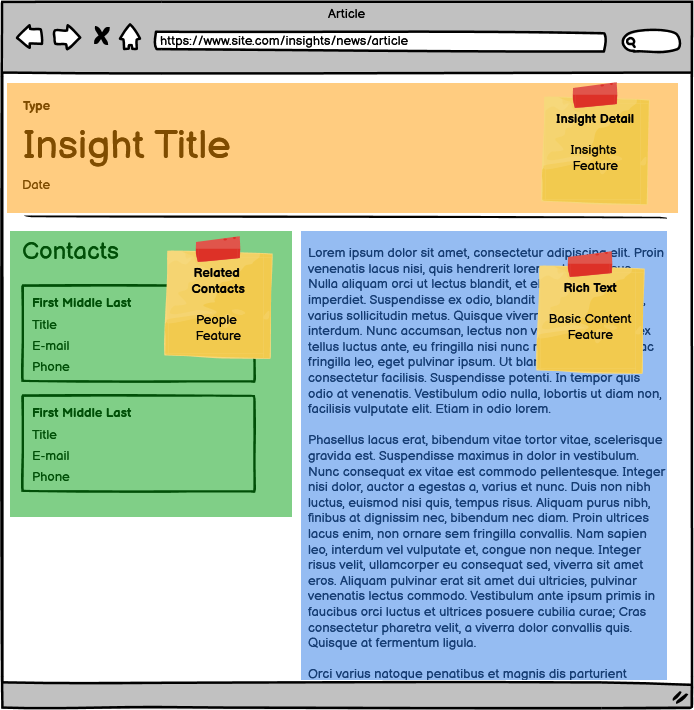 Article
https://www.site.com/insights/news/article
Type
Insight Title
Date
Insight Detail
Insights
Feature
Contacts
Related
Contacts
People
Feature
First Middle Last
Title
E-mail
Phone
First Middle Last
Title
E-mail
Phone
Rich Text
Basic Content
Feature
Lorem ipsum dolor sit amet, consectetur adipiscing elit. Proin
venenatis lacus nisi, quis hendrerit
Nulla aliquam orci ut lectus blandit, et
imperdiet. Suspendisse ex odio, blandit
varius sollicitudin metus. Quisque
interdum. Nunc accumsan, lectus non ex
tellus luctus ante, eu fringilla nisi nunc ac
fringilla leo, eget pulvinar ipsum. Ut
consectetur facilisis. Suspendisse potenti. In tempor quis
odio at venenatis. Vestibulum odio nulla, lobortis ut diam non,
facilisis vulputate elit. Etiam in odio lorem.
Phasellus lacus erat, bibendum vitae tortor vitae, scelerisque
gravida est. Suspendisse maximus in dolor in vestibulum.
Nunc consequat ex vitae est commodo pellentesque. Integer
nisi dolor, auctor a egestas a, varius et nunc. Duis non nibh
luctus, euismod nisi quis, tempus risus. Aliquam purus nibh,
finibus at dignissim nec, bibendum nec diam. Proin ultrices
lacus enim, non ornare sem fringilla convallis. Nam sapien
leo, interdum vel vulputate et, congue non neque. Integer
risus velit, ullamcorper eu consequat sed, viverra sit amet
eros. Aliquam pulvinar erat sit amet dui ultricies, pulvinar
venenatis lectus commodo. Vestibulum ante ipsum primis in
faucibus orci luctus et ultrices posuere cubilia curae; Cras
consectetur pharetra velit, a viverra dolor convallis quis.
Quisque at fermentum ligula.
Orci varius natoque penatibus et magnis dis parturient